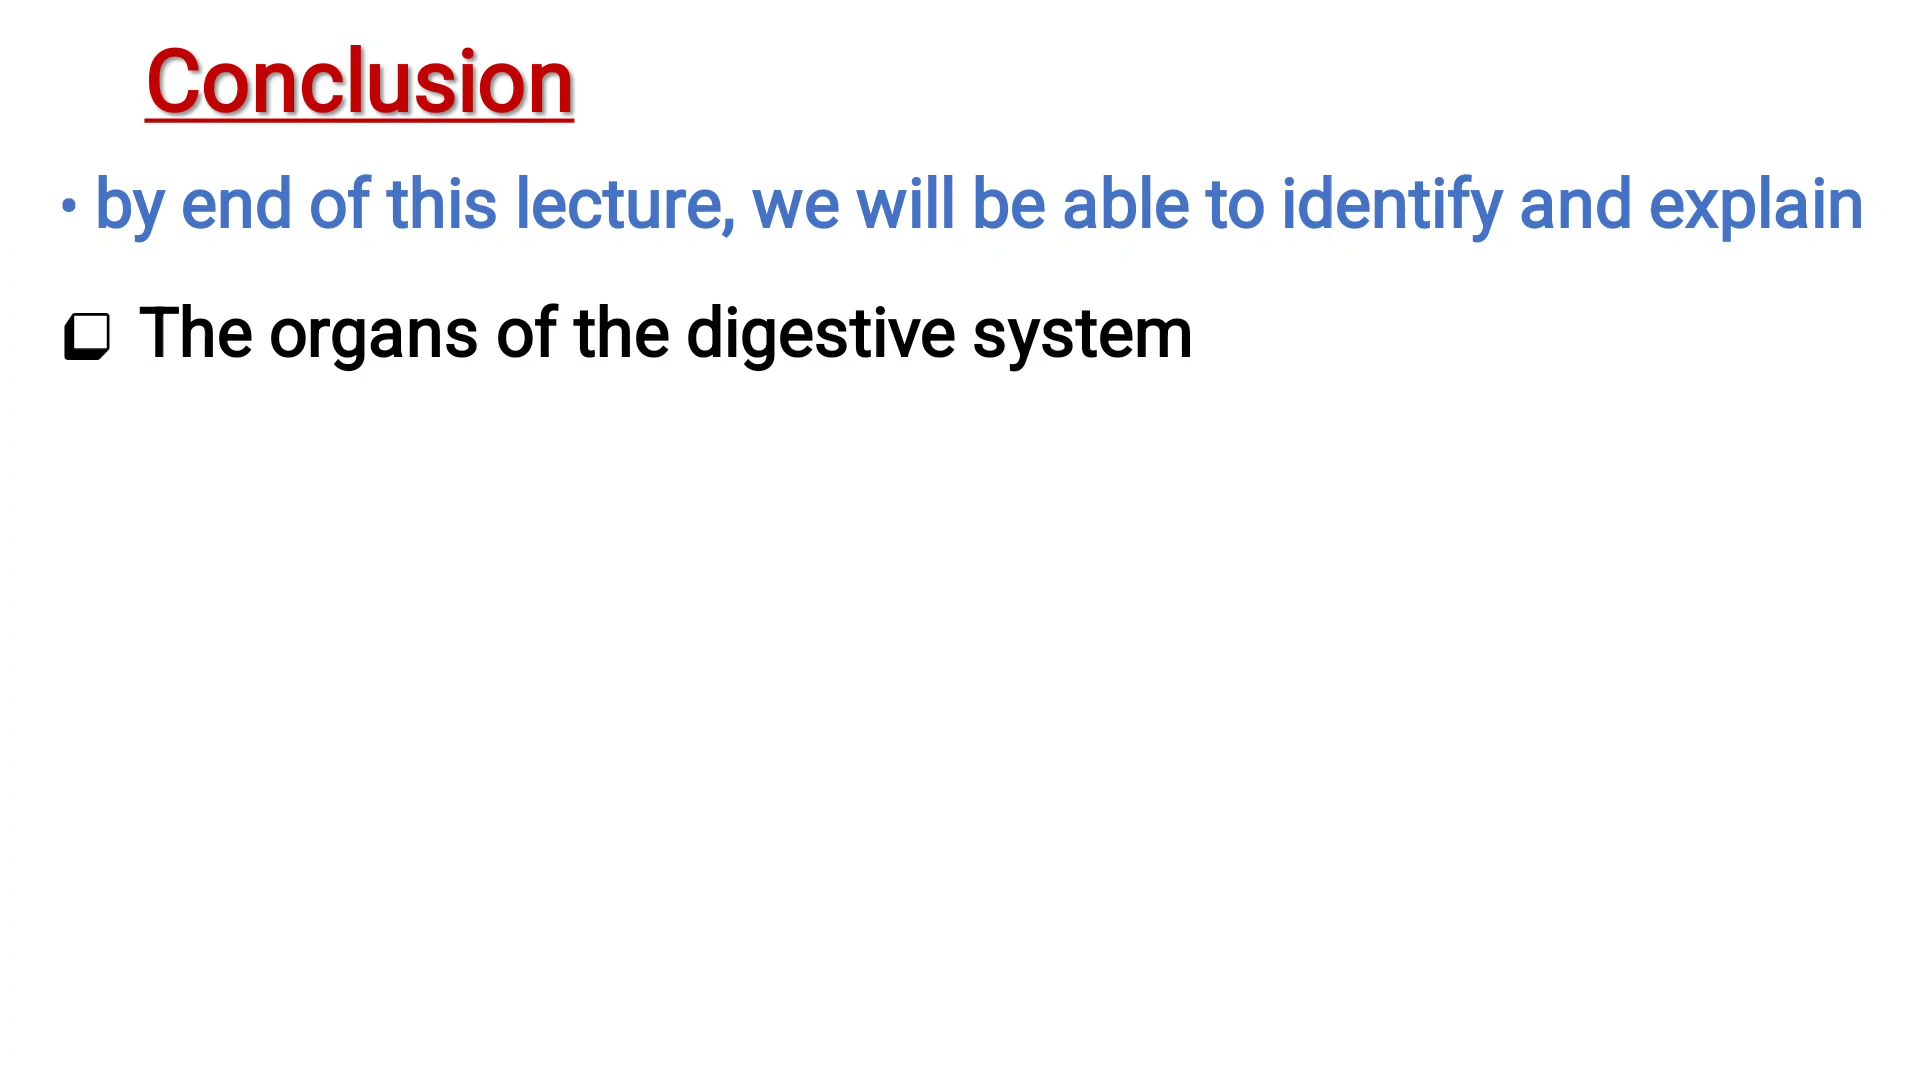 Conclusion
• by end of this lecture, we will be able to identify and explain
❑ The organs of the digestive system